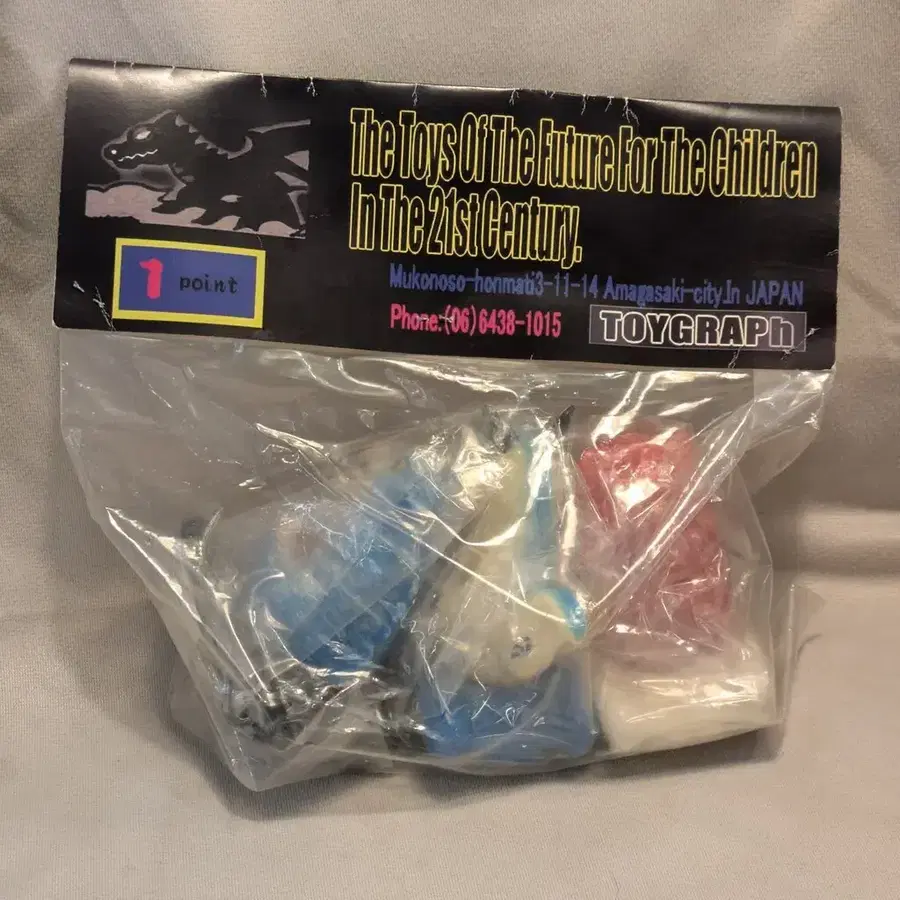 The Toys Of The Future For The Children
In The 21st Century.
1 point
Mukonoso-honmati3-11-14 Amagasaki-city.In JAPAN
Phone:(06)6438-1015
TOYGRAPh